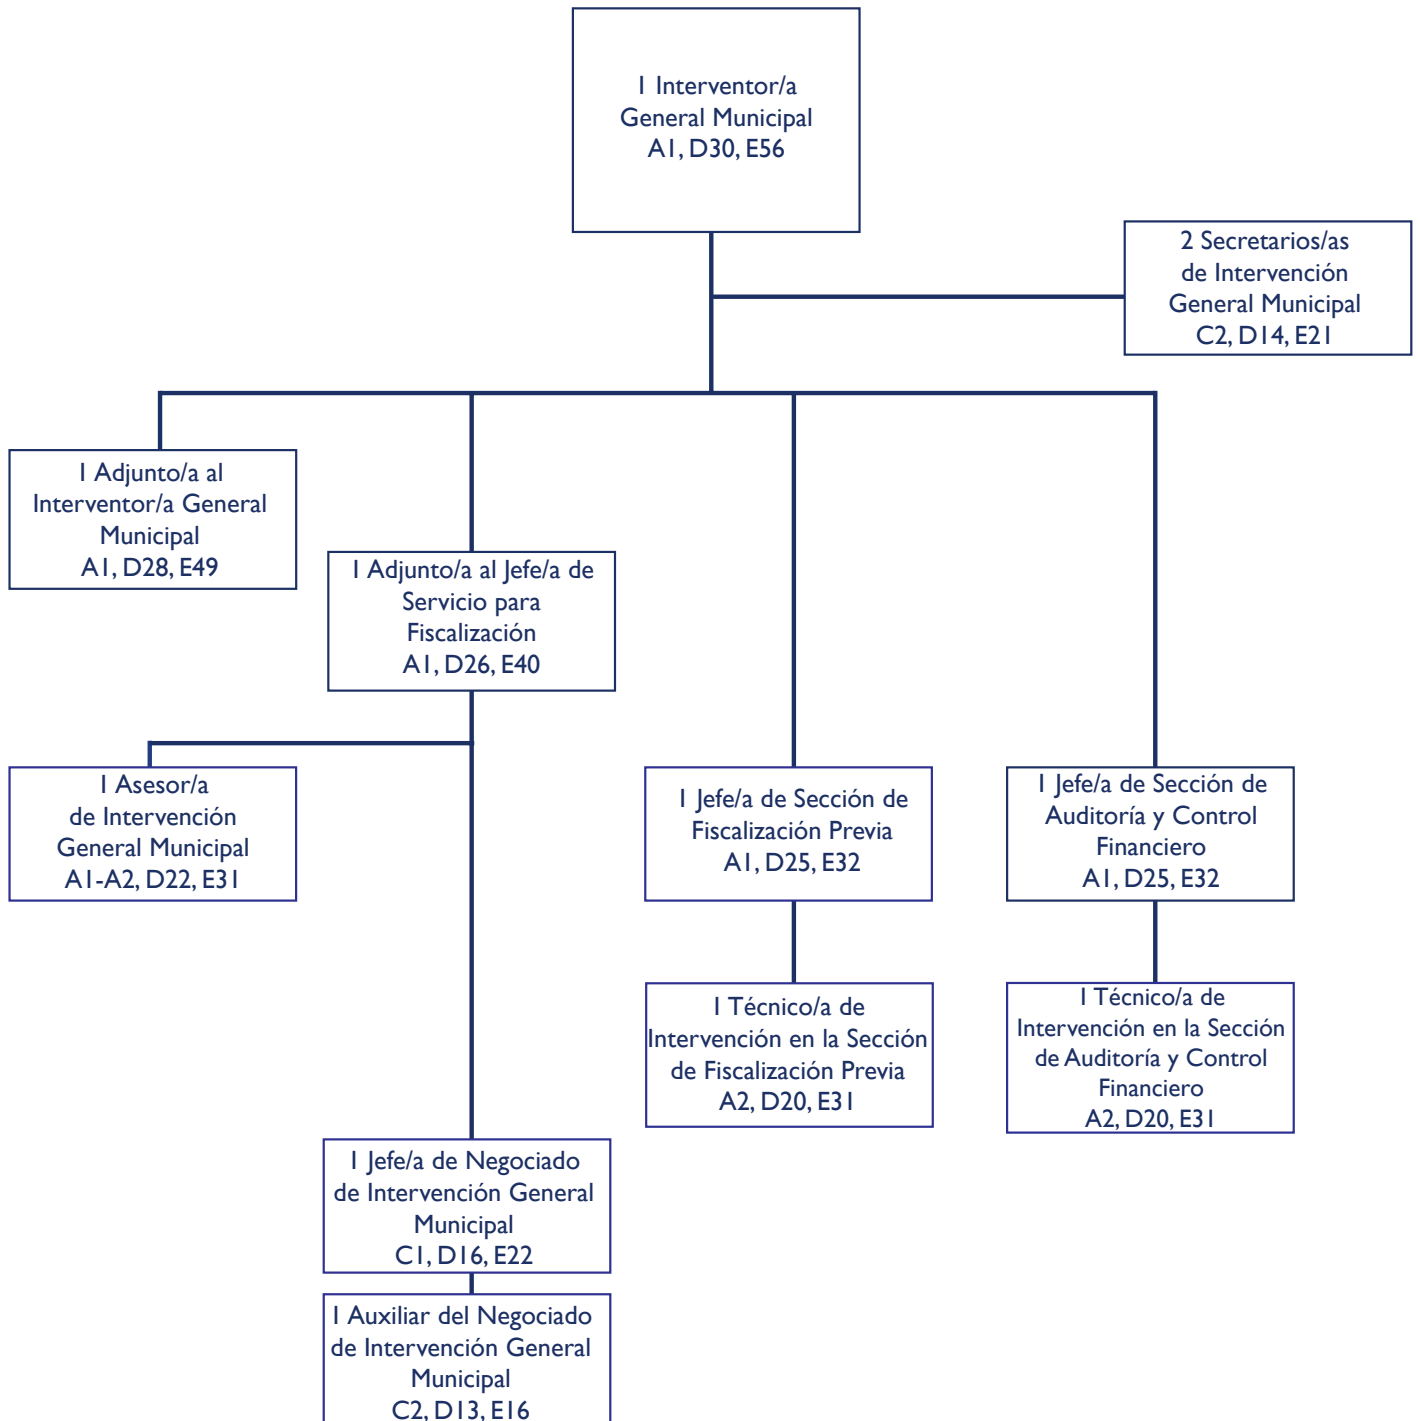 1 Interventor/a
General Municipal
A1, D30, E56
2 Secretarios/as
de Intervención
General Municipal
C2, D14, E21
1 Adjunto/a al
Interventor/a General
Municipal
A1, D28, E49
1 Adjunto/a al Jefe/a de
Servicio para
Fiscalización
A1, D26, E40
1 Asesor/a
de Intervención
General Municipal
A1-A2, D22, E31
1 Jefe/a de Sección de
Fiscalización Previa
A1, D25, E32
1 Jefe/a de Sección de
Auditoría y Control
Financiero
A1, D25, E32
1 Técnico/a de
Intervención en la Sección
de Fiscalización Previa
A2, D20, E31
1 Técnico/a de
Intervención en la Sección
de Auditoría y Control
Financiero
A2, D20, E31
1 Jefe/a de Negociado
de Intervención General
Municipal
C1, D16, E22
1 Auxiliar del Negociado
de Intervención General
Municipal
C2, D13, E16